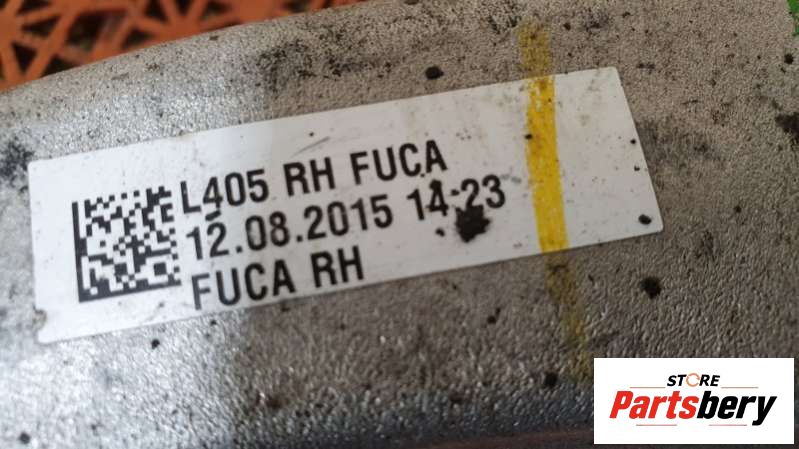 L405 RH FUCA
12.08.2015 14:23
FUCA RH
STORE
Partsbery